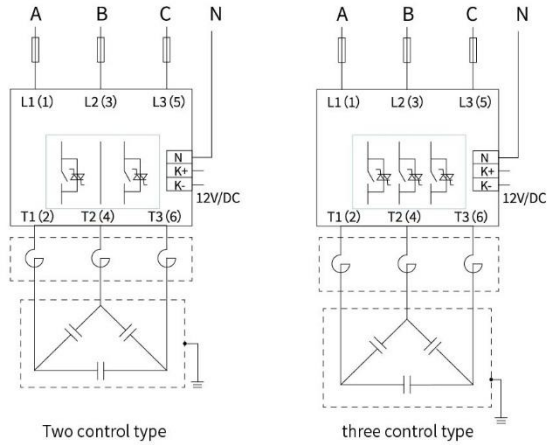 A B C N
L1(1) L2(3) L3(5)
N
K+
K-
12V/DC
T1(2) T2(4) T3(6)
Two control type
A B C N
L1(1) L2(3) L3(5)
N
K+
K-
12V/DC
T1(2) T2(4) T3(6)
three control type